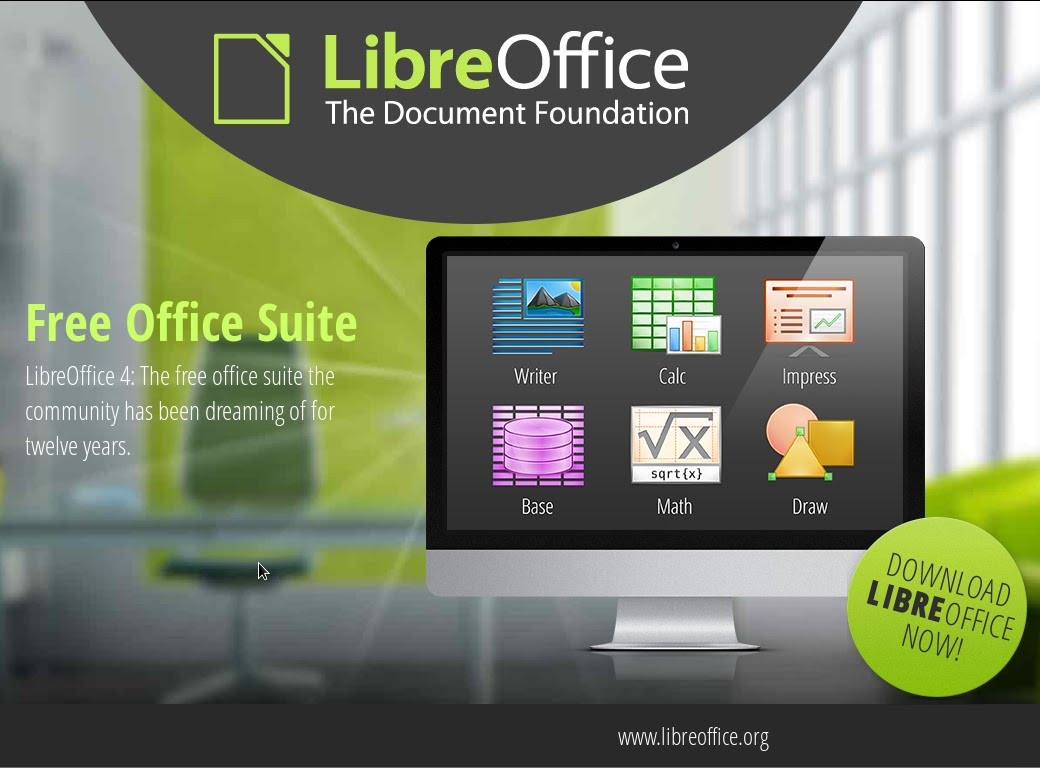 LibreOffice
The Document Foundation
Free Office Suite
LibreOffice 4: The free office suite the
community has been dreaming of for
twelve years.
Writer
Calc
Impress
sqrt{x}
Base
Math
Draw
DOWNLOAD
LIBREOFFICE
NOW!
www.libreoffice.org